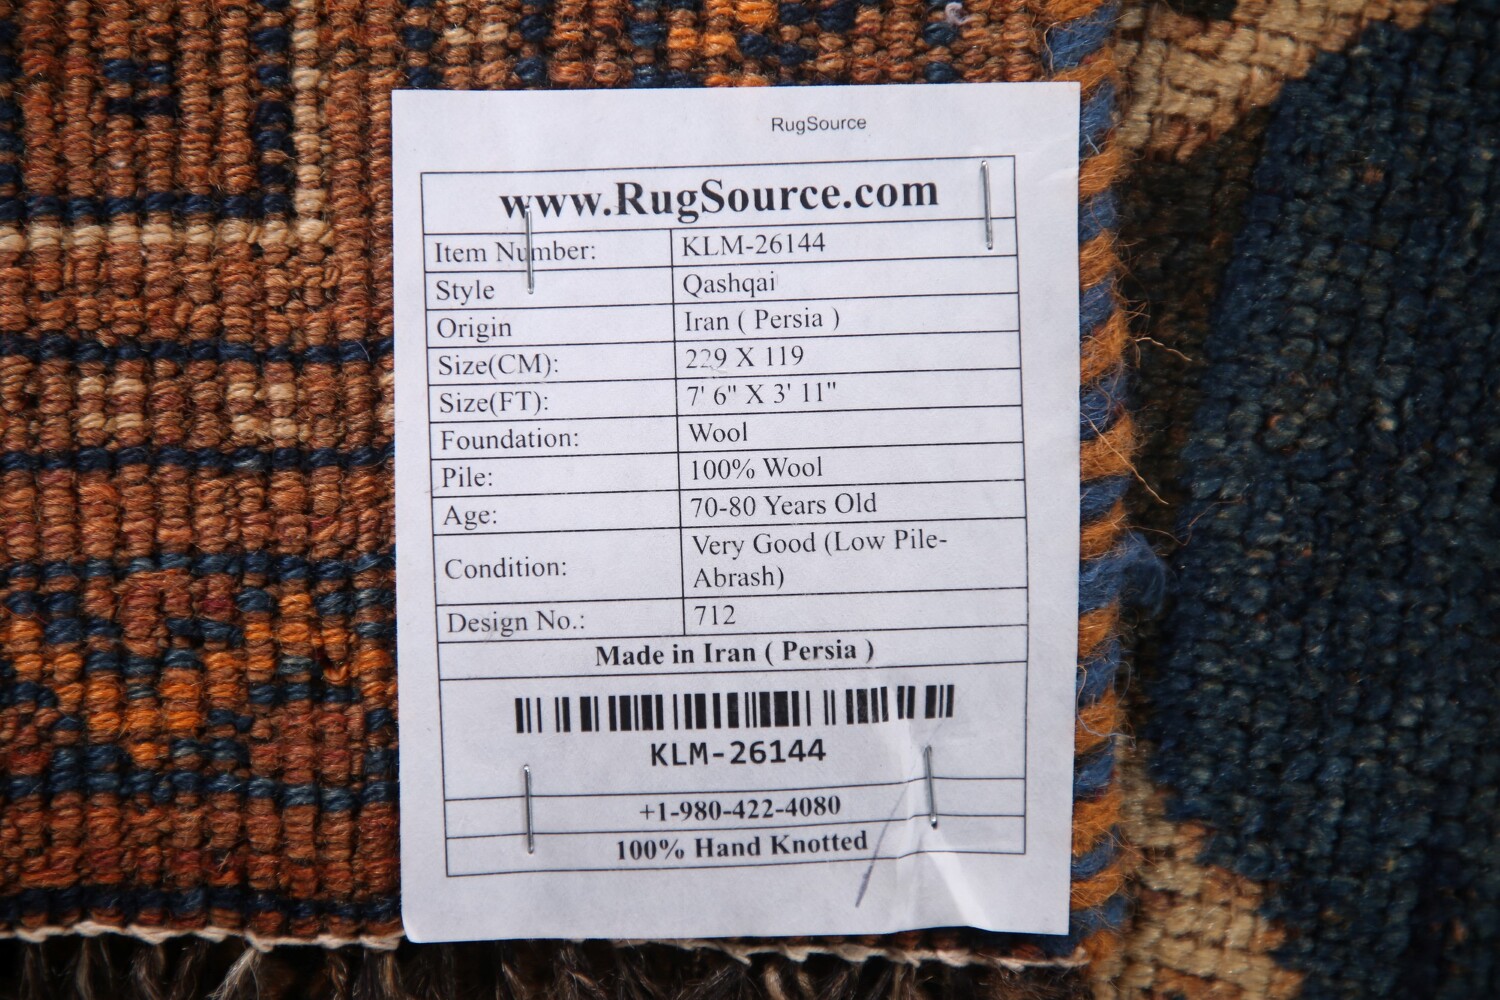 RugSource
www.RugSource.com
Item Number: KLM-26144
Style Qashqai
Origin Iran ( Persia )
Size(CM): 229 X 119
Size(FT): 7' 6" X 3' 11"
Foundation: Wool
Pile: 100% Wool
Age: 70-80 Years Old
Condition: Very Good (Low Pile-
Abrash)
Design No.: 712
Made in Iran ( Persia )
KLM-26144
+1-980-422-4080
100% Hand Knotted